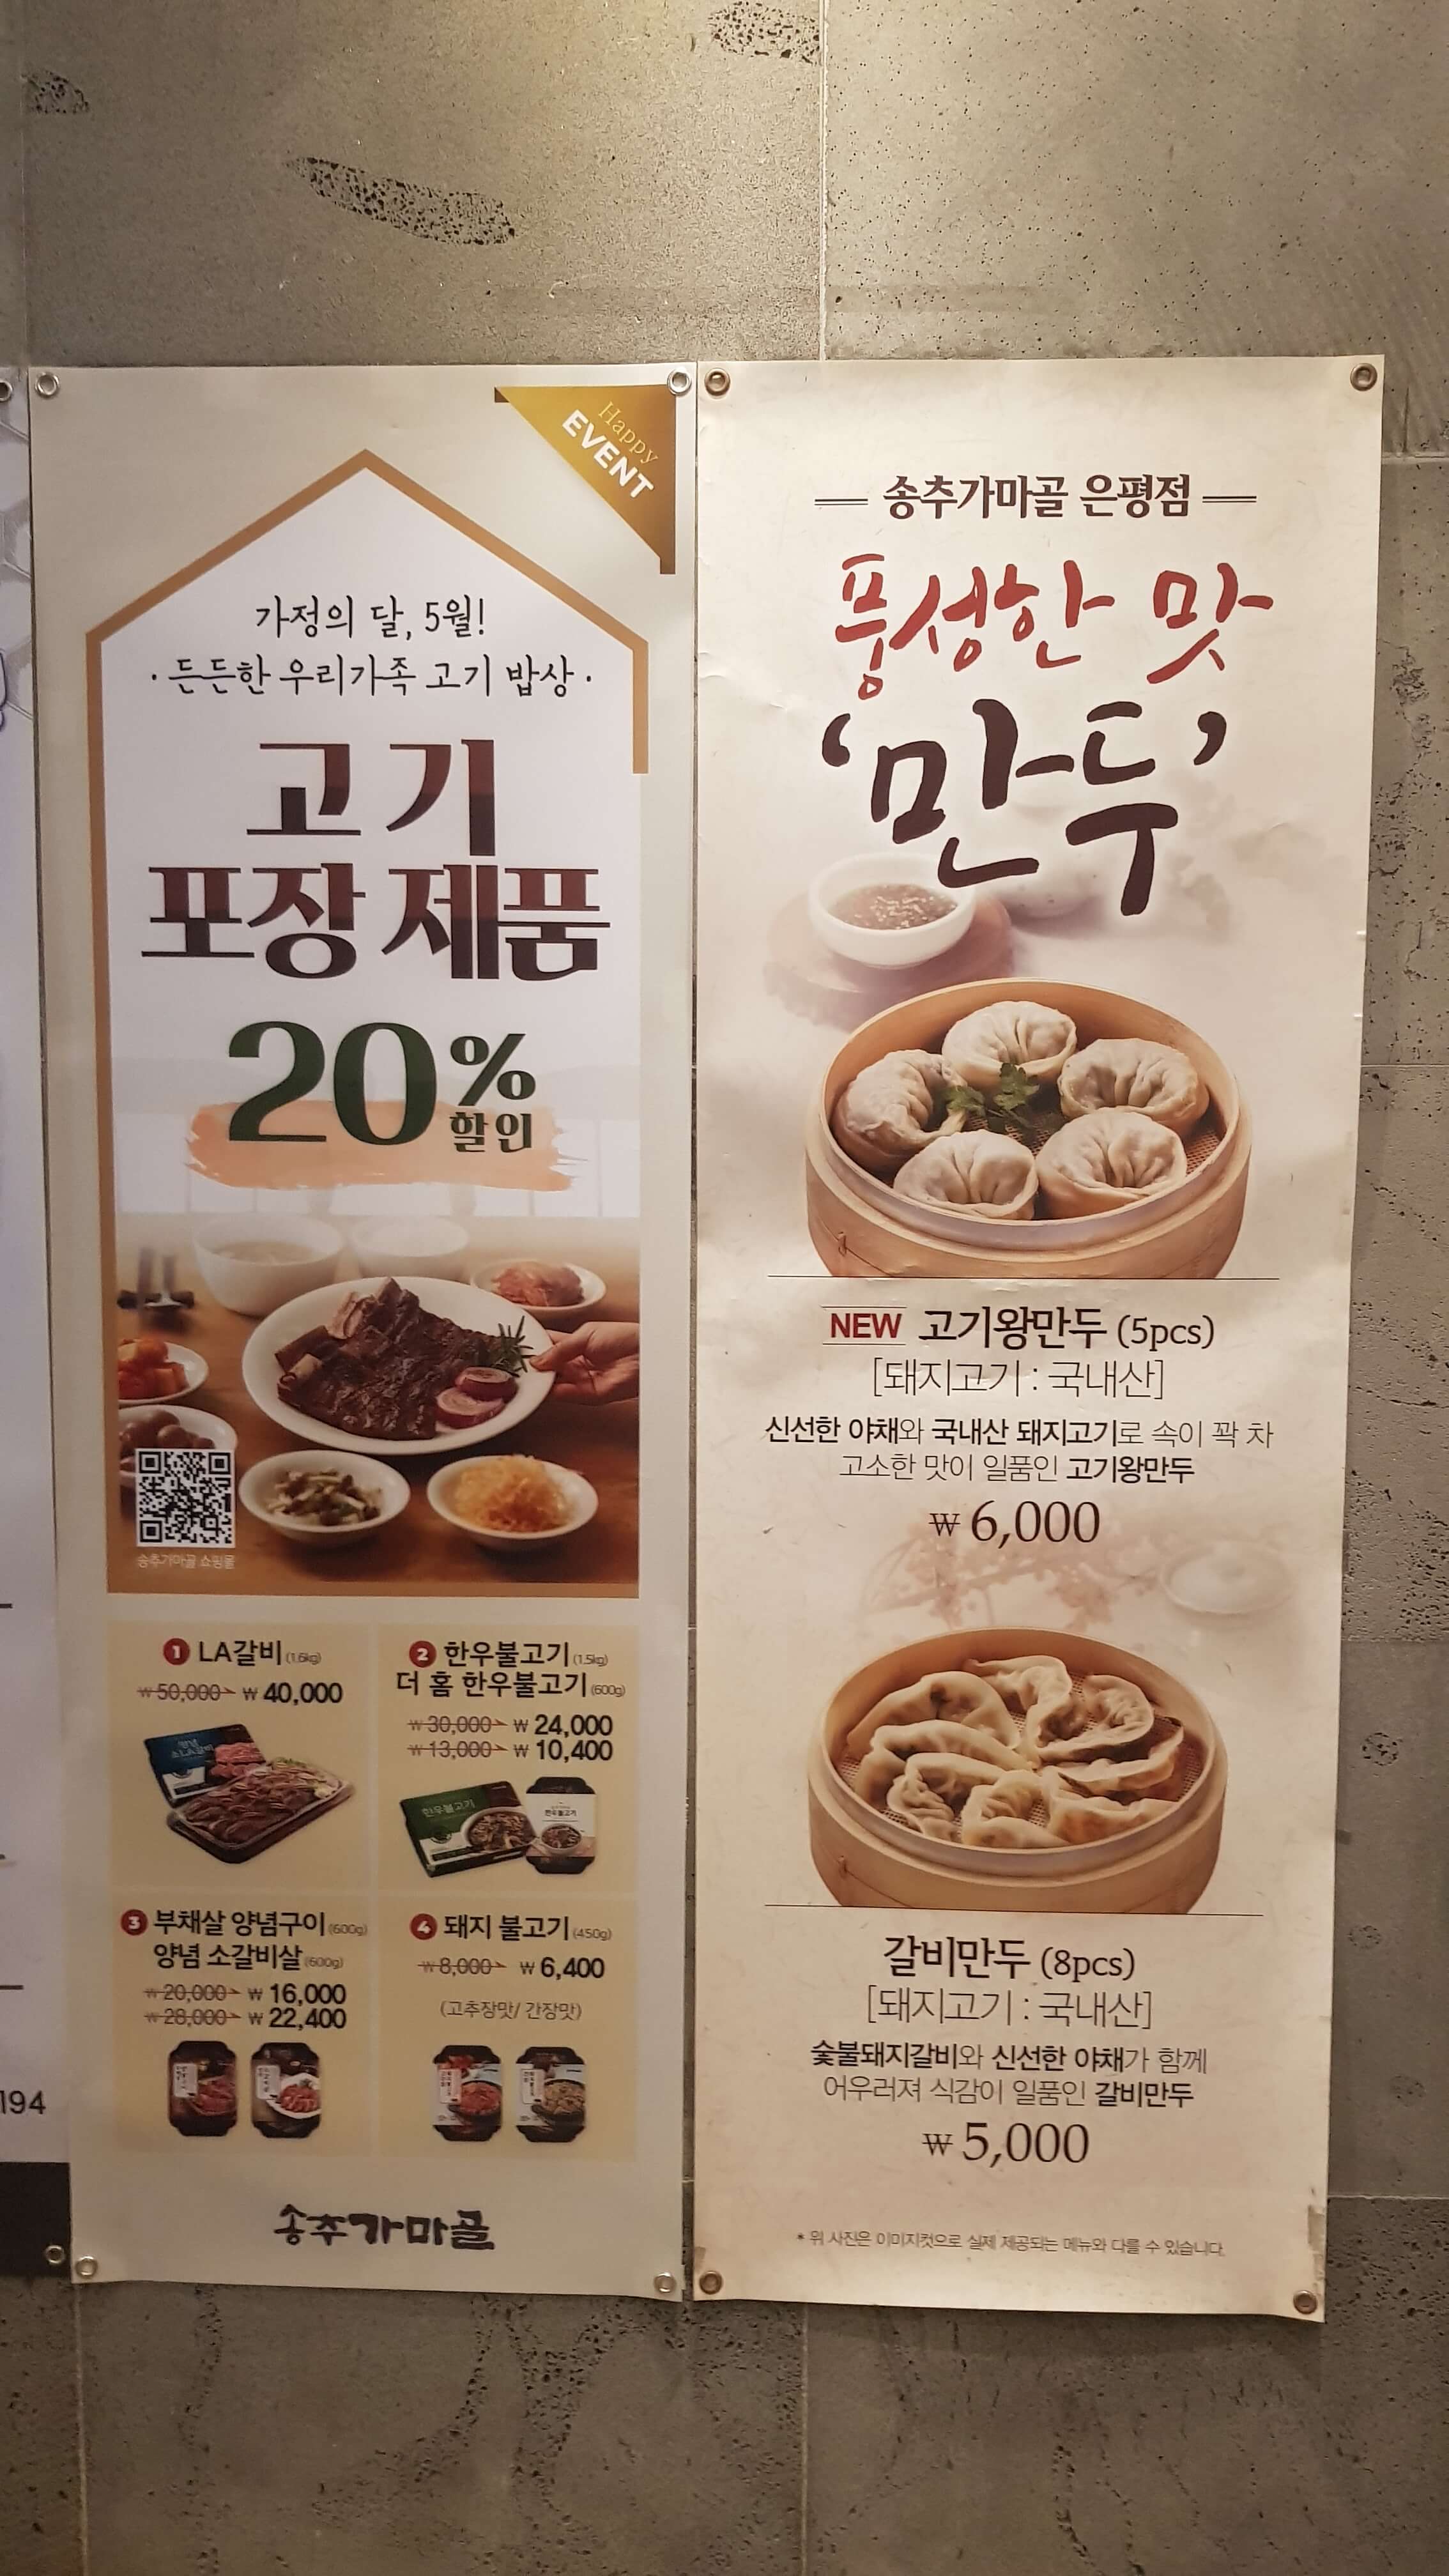 Happy
EVENT
가정의 달, 5월!
· 든든한 우리가족 고기 밥상 ·
고기
포장 제품
20%
할인
송추가마골 쇼핑몰
1 LA갈비 (1.6kg)
₩50,000 ₩40,000
2 한우불고기 (1.5kg)
더 홈 한우불고기 (600g)
₩30,000 ₩24,000
₩13,000 ₩10,400
한우불고기
3 부채살 양념구이 (600g)
양념 소갈비살 (600g)
₩20,000 ₩16,000
₩28,000 ₩22,400
4 돼지 불고기 (450g)
₩8,000 ₩6,400
(고추장맛/ 간장맛)
송추가마골
194
송추가마골 은평점
풍성한 맛
‘만두’
NEW 고기왕만두 (5pcs)
[돼지고기 : 국내산]
신선한 야채와 국내산 돼지고기로 속이 꽉 차
고소한 맛이 일품인 고기왕만두
₩6,000
갈비만두 (8pcs)
[돼지고기 : 국내산]
숯불돼지갈비와 신선한 야채가 함께
어우러져 식감이 일품인 갈비만두
₩5,000
* 위 사진은 이미지컷으로 실제 제공되는 메뉴와 다를 수 있습니다.